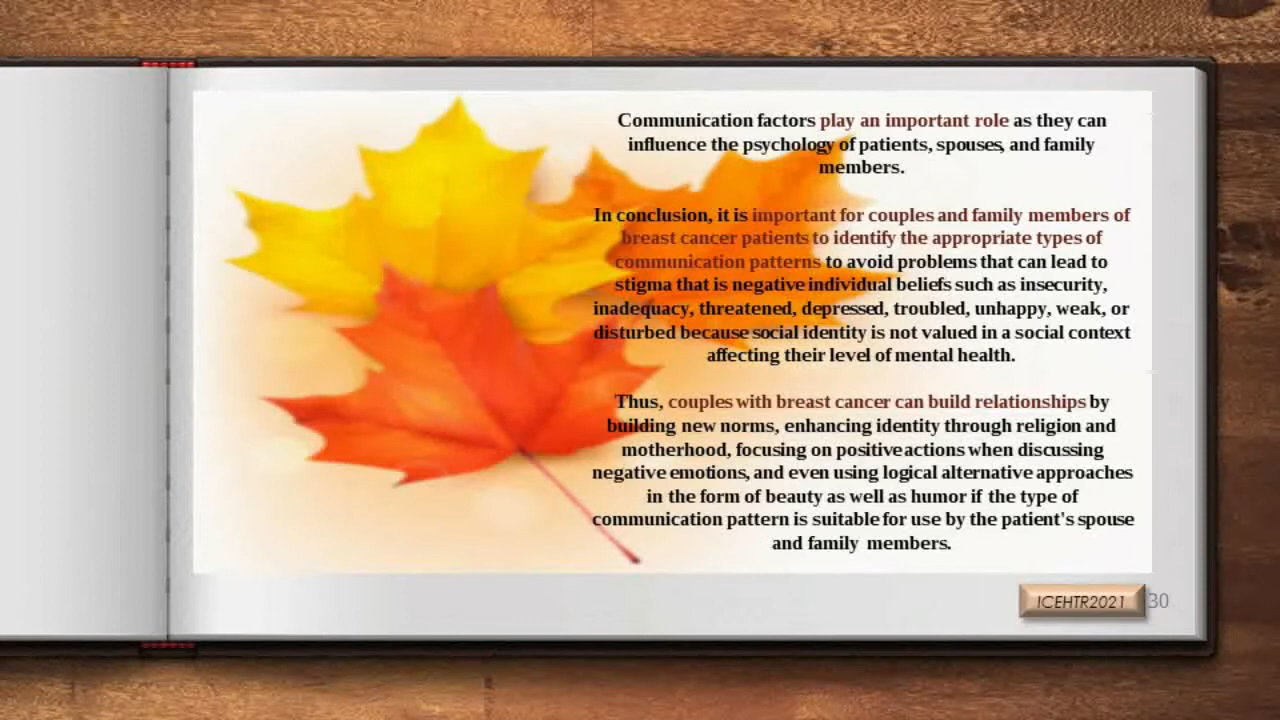 Communication factors play an important role as they can
influence the psychology of patients, spouses, and family
members.
In conclusion, it is important for couples and family members of
breast cancer patients to identify the appropriate types of
communication patterns to avoid problems that can lead to
stigma that is negative individual beliefs such as insecurity,
inadequacy, threatened, depressed, troubled, unhappy, weak, or
disturbed because social identity is not valued in a social context
affecting their level of mental health.
Thus, couples with breast cancer can build relationships by
building new norms, enhancing identity through religion and
motherhood, focusing on positive actions when discussing
negative emotions, and even using logical alternative approaches
in the form of beauty as well as humor if the type of
communication pattern is suitable for use by the patient's spouse
and family members.
ICEHTR2021 30